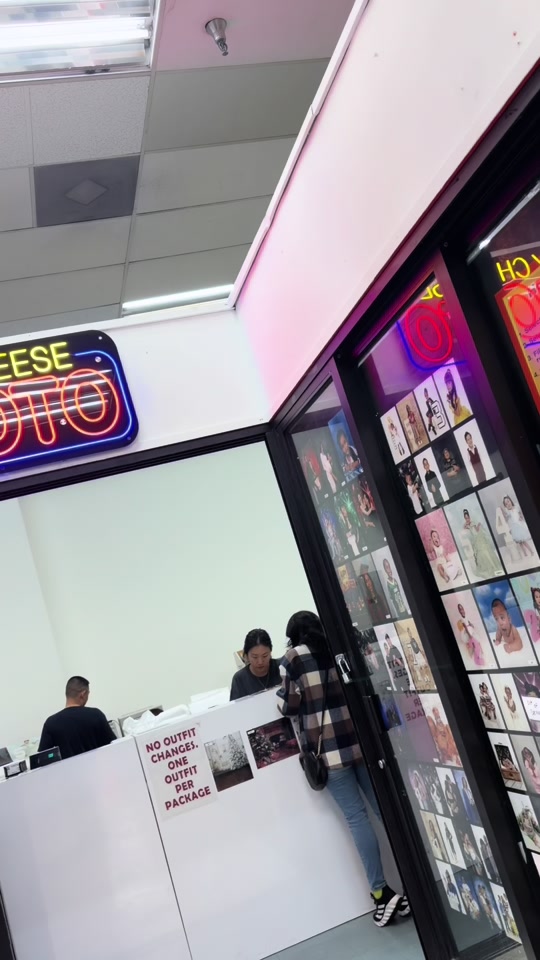 EESE
OTO
NO OUTFIT
CHANGES.
ONE
OUTFIT
PER
PACKAGE